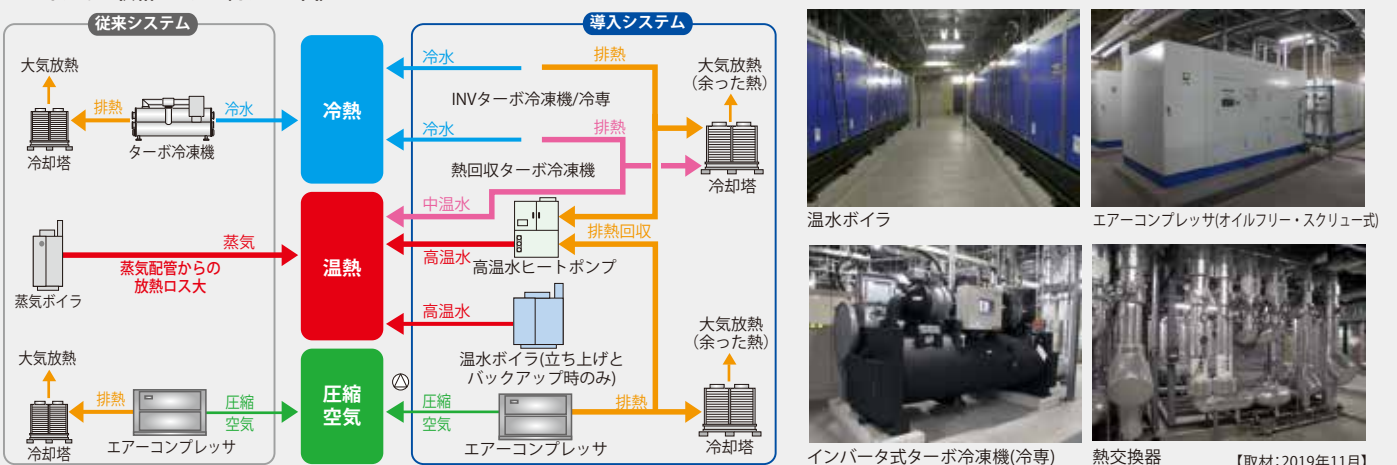 従来システム
大気放熱
排熱
冷水
冷却塔
ターボ冷凍機
蒸気
蒸気配管からの
放熱ロス大
蒸気ボイラ
大気放熱
排熱
圧縮
空気
冷却塔
エアーコンプレッサ
冷熱
温熱
圧縮
空気
導入システム
冷水
排熱
大気放熱
(余った熱)
INVターボ冷凍機/冷専
冷水
排熱
熱回収ターボ冷凍機
冷却塔
中温水
排熱回収
高温水
高温水ヒートポンプ
高温水
大気放熱
(余った熱)
温水ボイラ(立ち上げと
バックアップ時のみ)
圧縮
空気
排熱
エアーコンプレッサ
冷却塔
温水ボイラ
エアーコンプレッサ(オイルフリー・スクリュー式)
インバータ式ターボ冷凍機(冷専)
熱交換器
【取材:2019年11月】